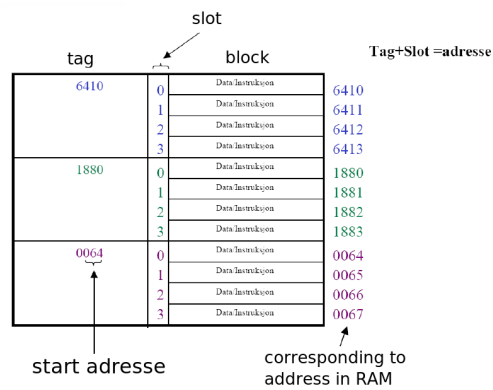 slot
tag
block
Tag+Slot =adresse
6410 0 Data/Instruksjon 6410
1 Data/Instruksjon 6411
2 Data/Instruksjon 6412
3 Data/Instruksjon 6413
1880 0 Data/Instruksjon 1880
1 Data/Instruksjon 1881
2 Data/Instruksjon 1882
3 Data/Instruksjon 1883
0064 0 Data/Instruksjon 0064
1 Data/Instruksjon 0065
2 Data/Instruksjon 0066
3 Data/Instruksjon 0067
start adresse
corresponding to
address in RAM